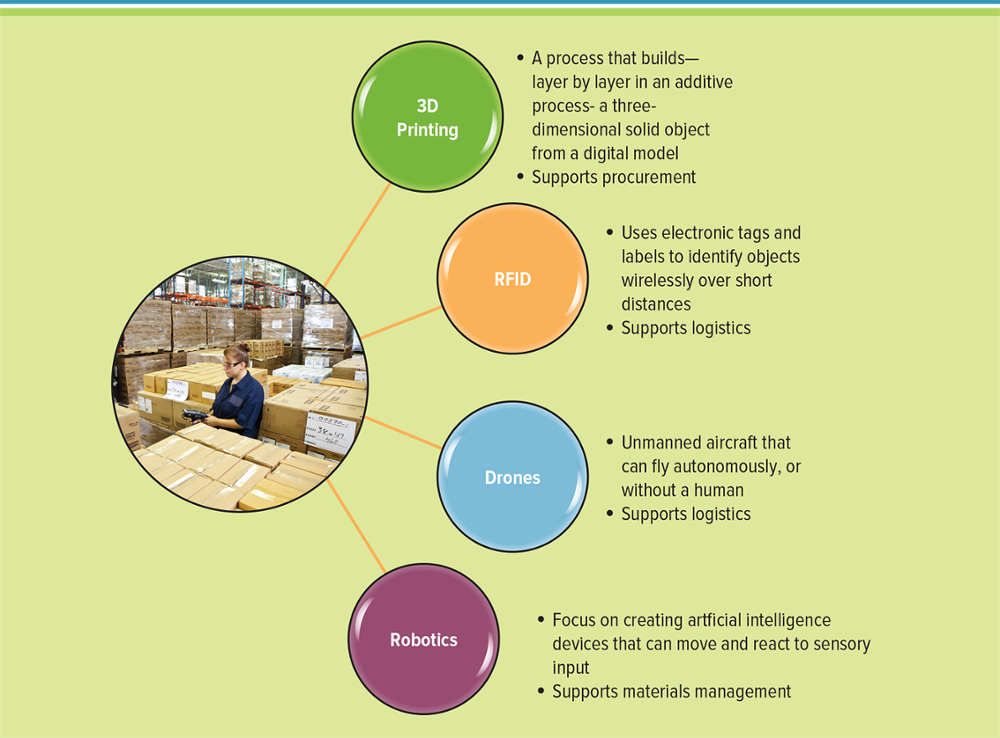 3D
Printing
• A process that builds—
layer by layer in an additive
process- a three-
dimensional solid object
from a digital model
• Supports procurement
RFID
• Uses electronic tags and
labels to identify objects
wirelessly over short
distances
• Supports logistics
Drones
• Unmanned aircraft that
can fly autonomously, or
without a human
• Supports logistics
Robotics
• Focus on creating artficial intelligence
devices that can move and react to sensory
input
• Supports materials management